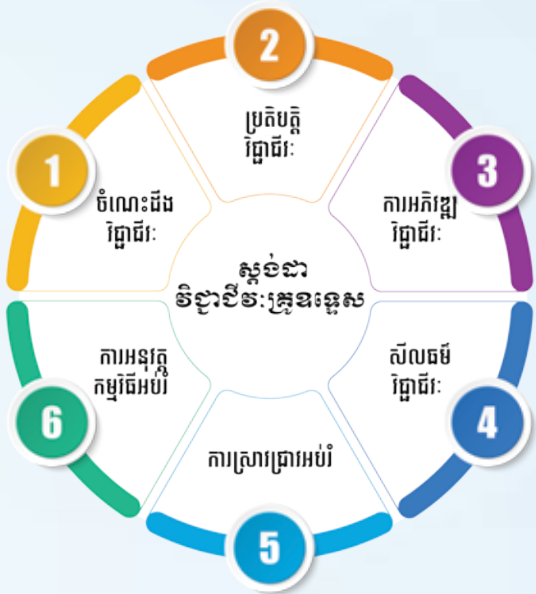 ស្តង់ដា
វិជ្ជាជីវៈគ្រូឧទ្ទេស
1
ចំណេះដឹង
វិជ្ជាជីវៈ
2
ប្រតិបត្តិ
វិជ្ជាជីវៈ
3
ការអភិវឌ្ឍ
វិជ្ជាជីវៈ
4
សីលធម៌
វិជ្ជាជីវៈ
5
ការស្រាវជ្រាវអប់រំ
6
ការអនុវត្ត
កម្មវិធីអប់រំ